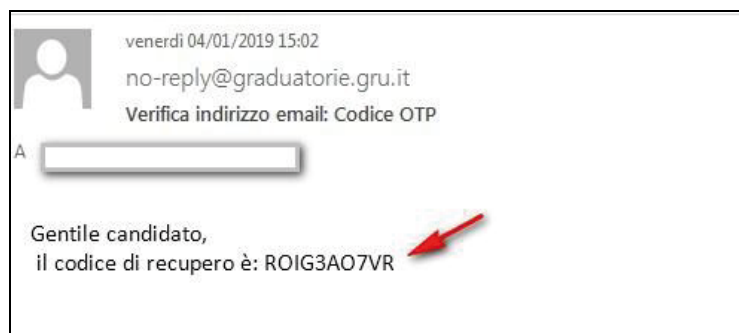 venerdì 04/01/2019 15:02
no-reply@graduatorie.gru.it
Verifica indirizzo email: Codice OTP
A
Gentile candidato,
il codice di recupero è: ROIG3AO7VR